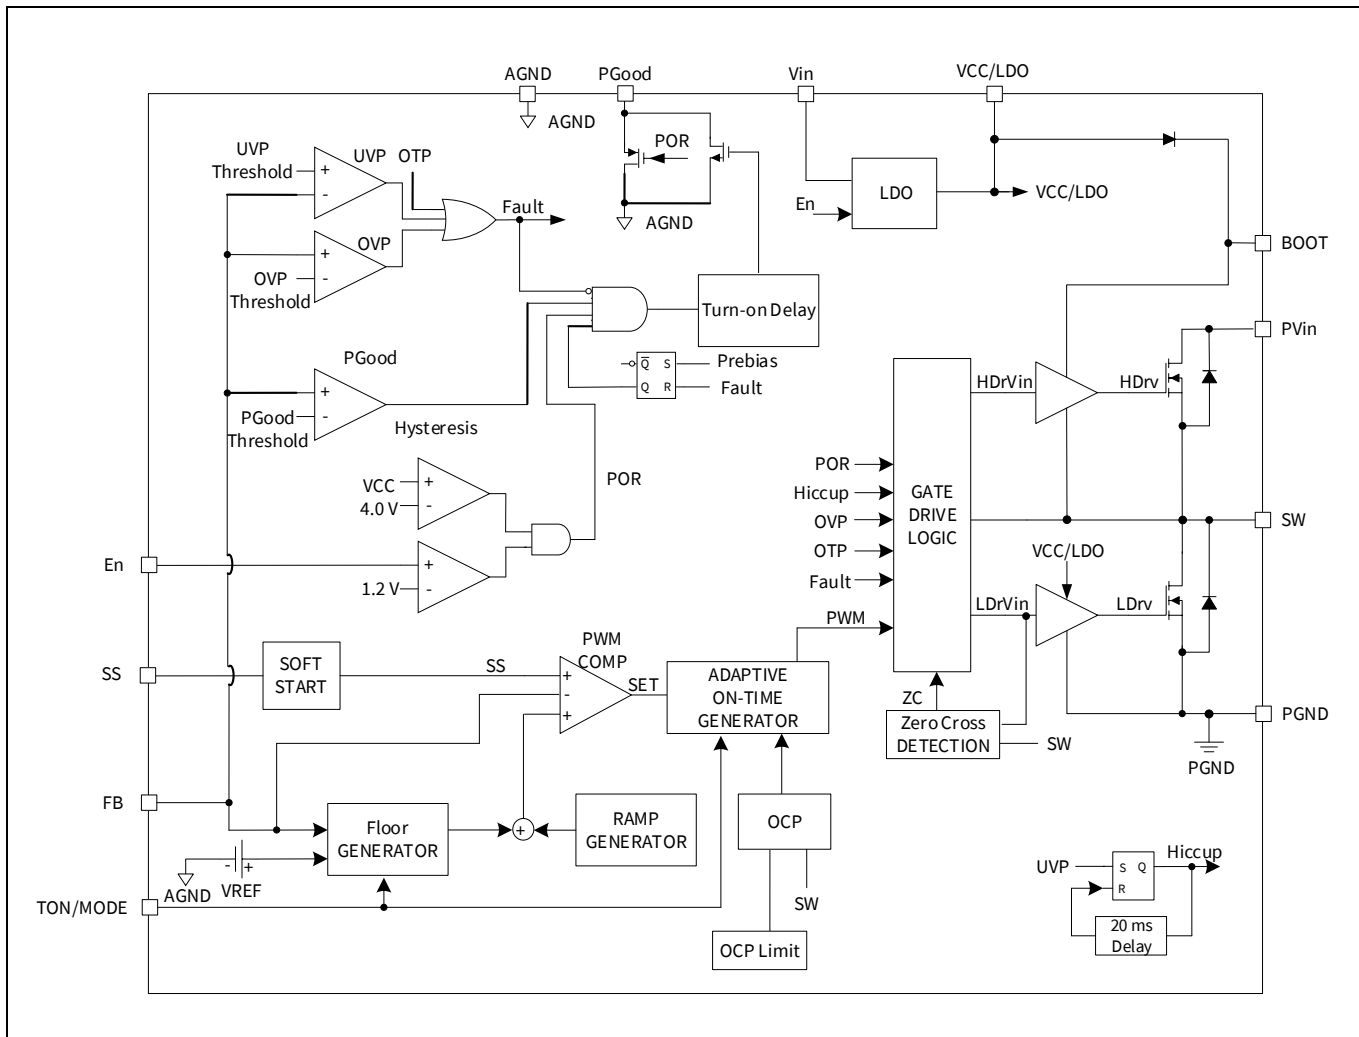 AGND
PGood
Vin
VCC/LDO
AGND
POR
AGND
UVP
Threshold
+
-
UVP
OTP
Fault
OVP
+
-
OVP
Threshold
LDO
En
VCC/LDO
BOOT
Turn-on Delay
PVin
PGood
+
-
PGood
Threshold
Hysteresis
Q S
Q R
Prebias
Fault
HDrVin
HDrv
POR
VCC
4.0 V
+
-
POR
Hiccup
OVP
OTP
Fault
PWM
GATE
DRIVE
LOGIC
SW
En
1.2 V
+
-
VCC/LDO
LDrVin
LDrv
SS
SOFT
START
SS
PWM
COMP
+
-
+
SET
ADAPTIVE
ON-TIME
GENERATOR
ZC
Zero Cross
DETECTION
SW
PGND
PGND
FB
Floor
GENERATOR
+
RAMP
GENERATOR
OCP
AGND
- +
VREF
SW
UVP
S Q
R
Hiccup
TON/MODE
OCP Limit
20 ms
Delay